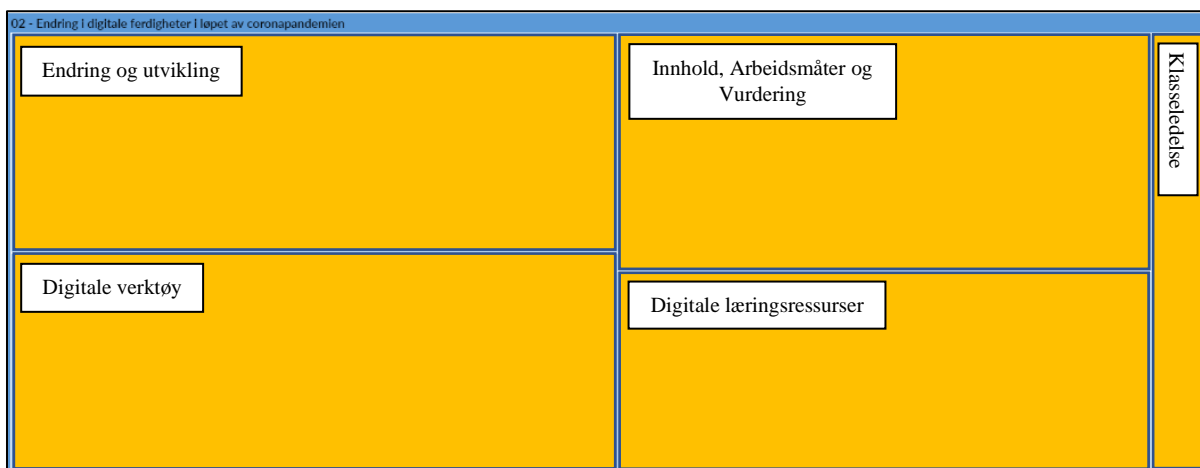 02 - Endring i digitale ferdigheter i løpet av coronapandemien
Endring og utvikling
Innhold, Arbeidsmåter og
Vurdering
Klasseledelse
Digitale verktøy
Digitale læringsressurser